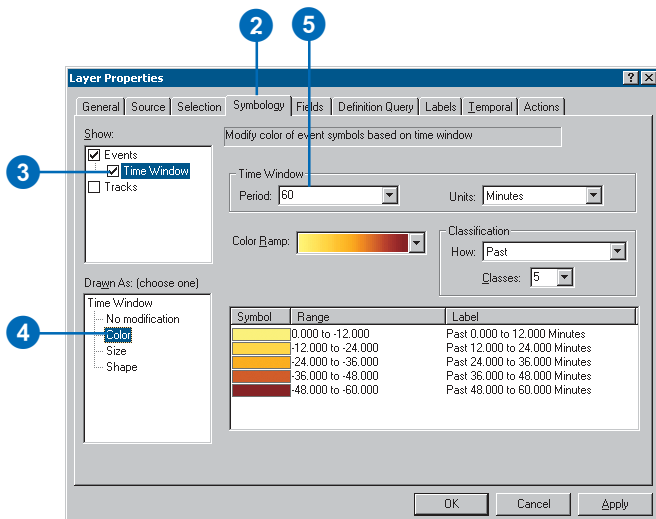 2
5
Layer Properties
General Source Selection Symbology Fields Definition Query Labels Temporal Actions
Show:
Modify color of event symbols based on time window
3
Events
Time Window
Tracks
Time Window
Period: 60
Units: Minutes
Color Ramp:
Classification
How: Past
Classes: 5
Drawn As: (choose one)
4
Time Window
No modification
Color
Size
Shape
Symbol Range Label
0.000 to -12.000 Past 0.000 to 12.000 Minutes
-12.000 to -24.000 Past 12.000 to 24.000 Minutes
-24.000 to -36.000 Past 24.000 to 36.000 Minutes
-36.000 to -48.000 Past 36.000 to 48.000 Minutes
-48.000 to -60.000 Past 48.000 to 60.000 Minutes
OK Cancel Apply